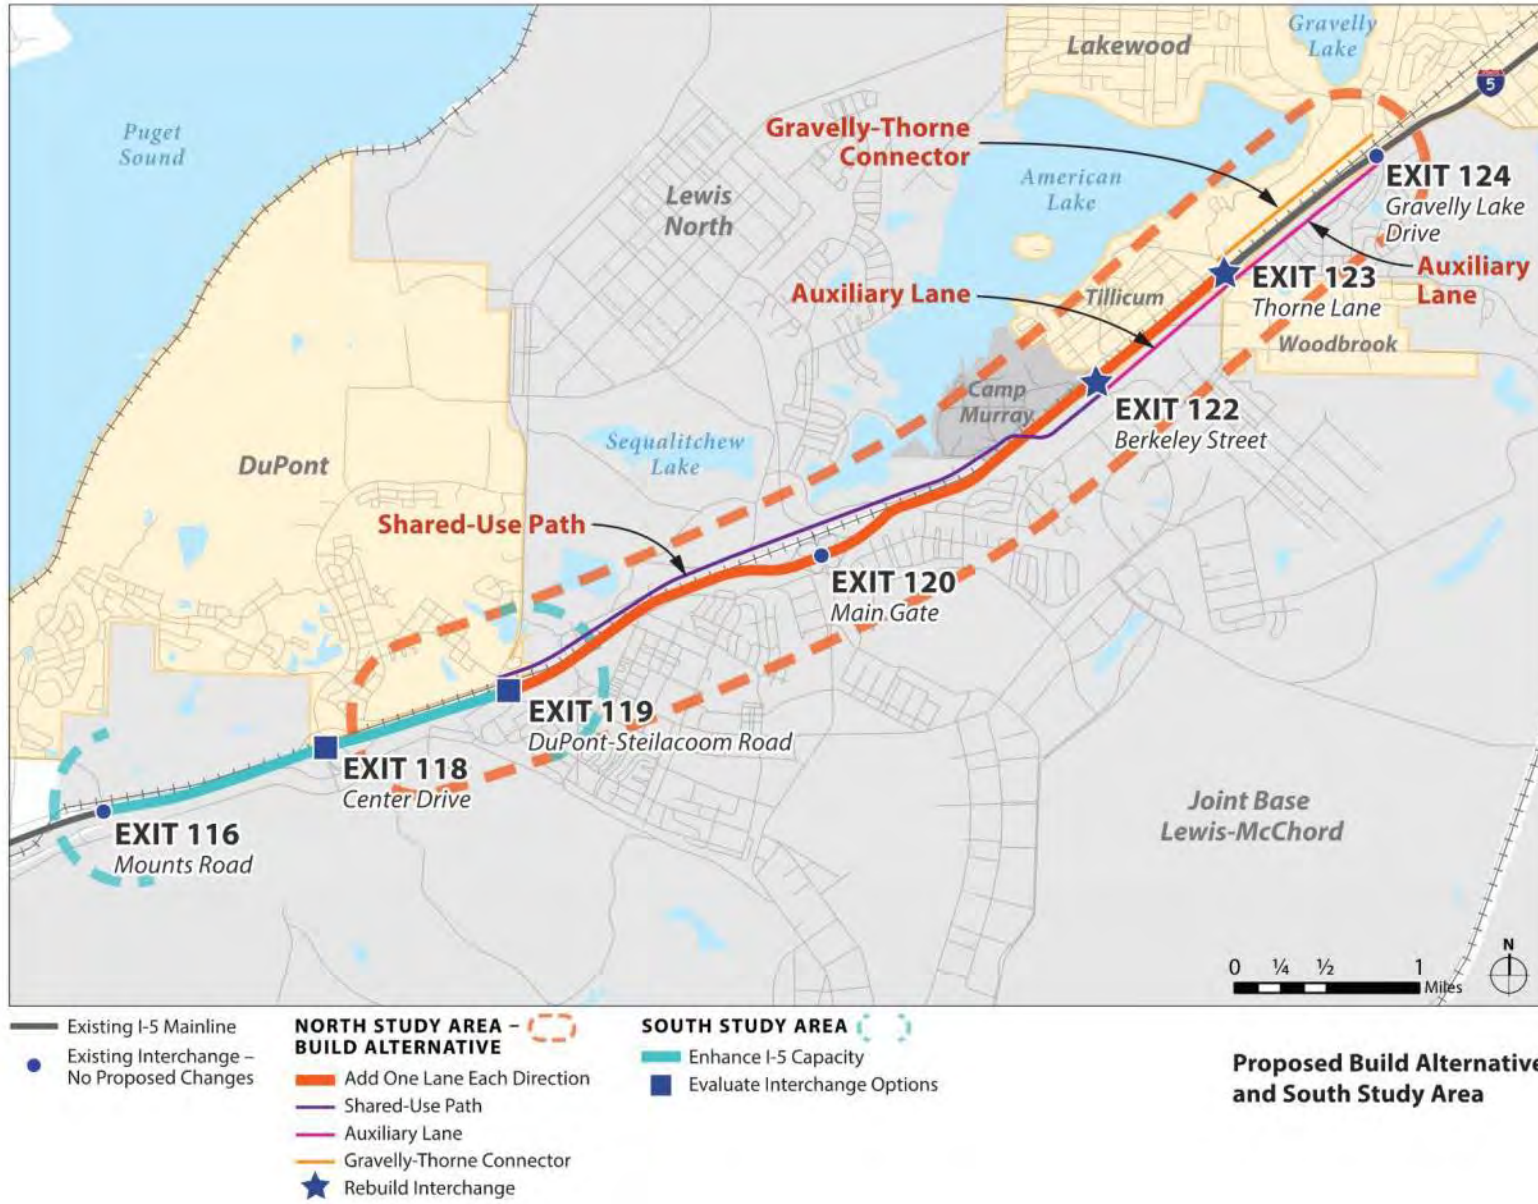 Puget
Sound
Lakewood
Gravelly
Lake
5
Gravelly-Thorne
Connector
American
Lake
Lewis
North
EXIT 124
Gravelly Lake
Drive
Auxiliary
Lane
EXIT 123
Thorne Lane
Auxiliary Lane
Tillicum
Woodbrook
Camp
Murray
EXIT 122
Berkeley Street
Sequalitchew
Lake
DuPont
Shared-Use Path
EXIT 120
Main Gate
EXIT 119
DuPont-Steilacoom Road
EXIT 118
Center Drive
EXIT 116
Mounts Road
Joint Base
Lewis-McChord
0 ¼ ½ 1
Miles
N
Existing I-5 Mainline
Existing Interchange –
No Proposed Changes
NORTH STUDY AREA –
BUILD ALTERNATIVE
Add One Lane Each Direction
Shared-Use Path
Auxiliary Lane
Gravelly-Thorne Connector
Rebuild Interchange
SOUTH STUDY AREA
Enhance I-5 Capacity
Evaluate Interchange Options
Proposed Build Alternative
and South Study Area